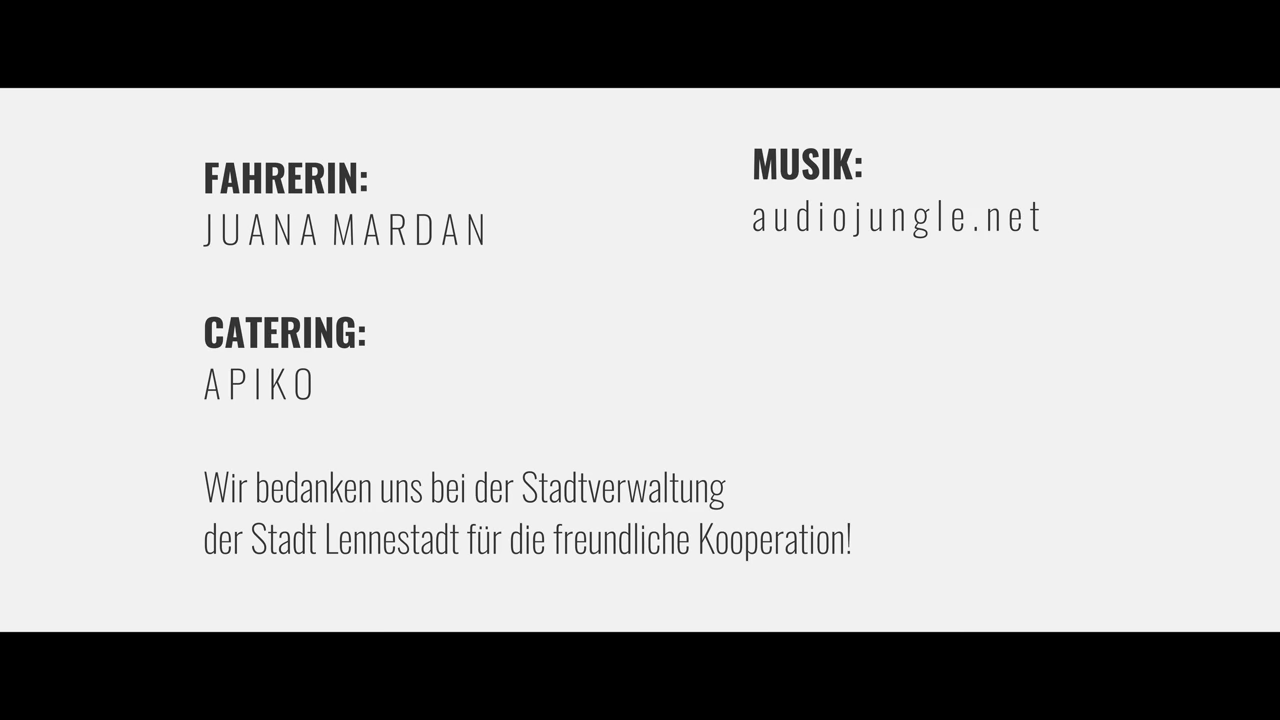 FAHRERIN:
JUANA MARDAN
CATERING:
APIKO
Wir bedanken uns bei der Stadtverwaltung
der Stadt Lennestadt für die freundliche Kooperation!
MUSIK:
audiojungle.net